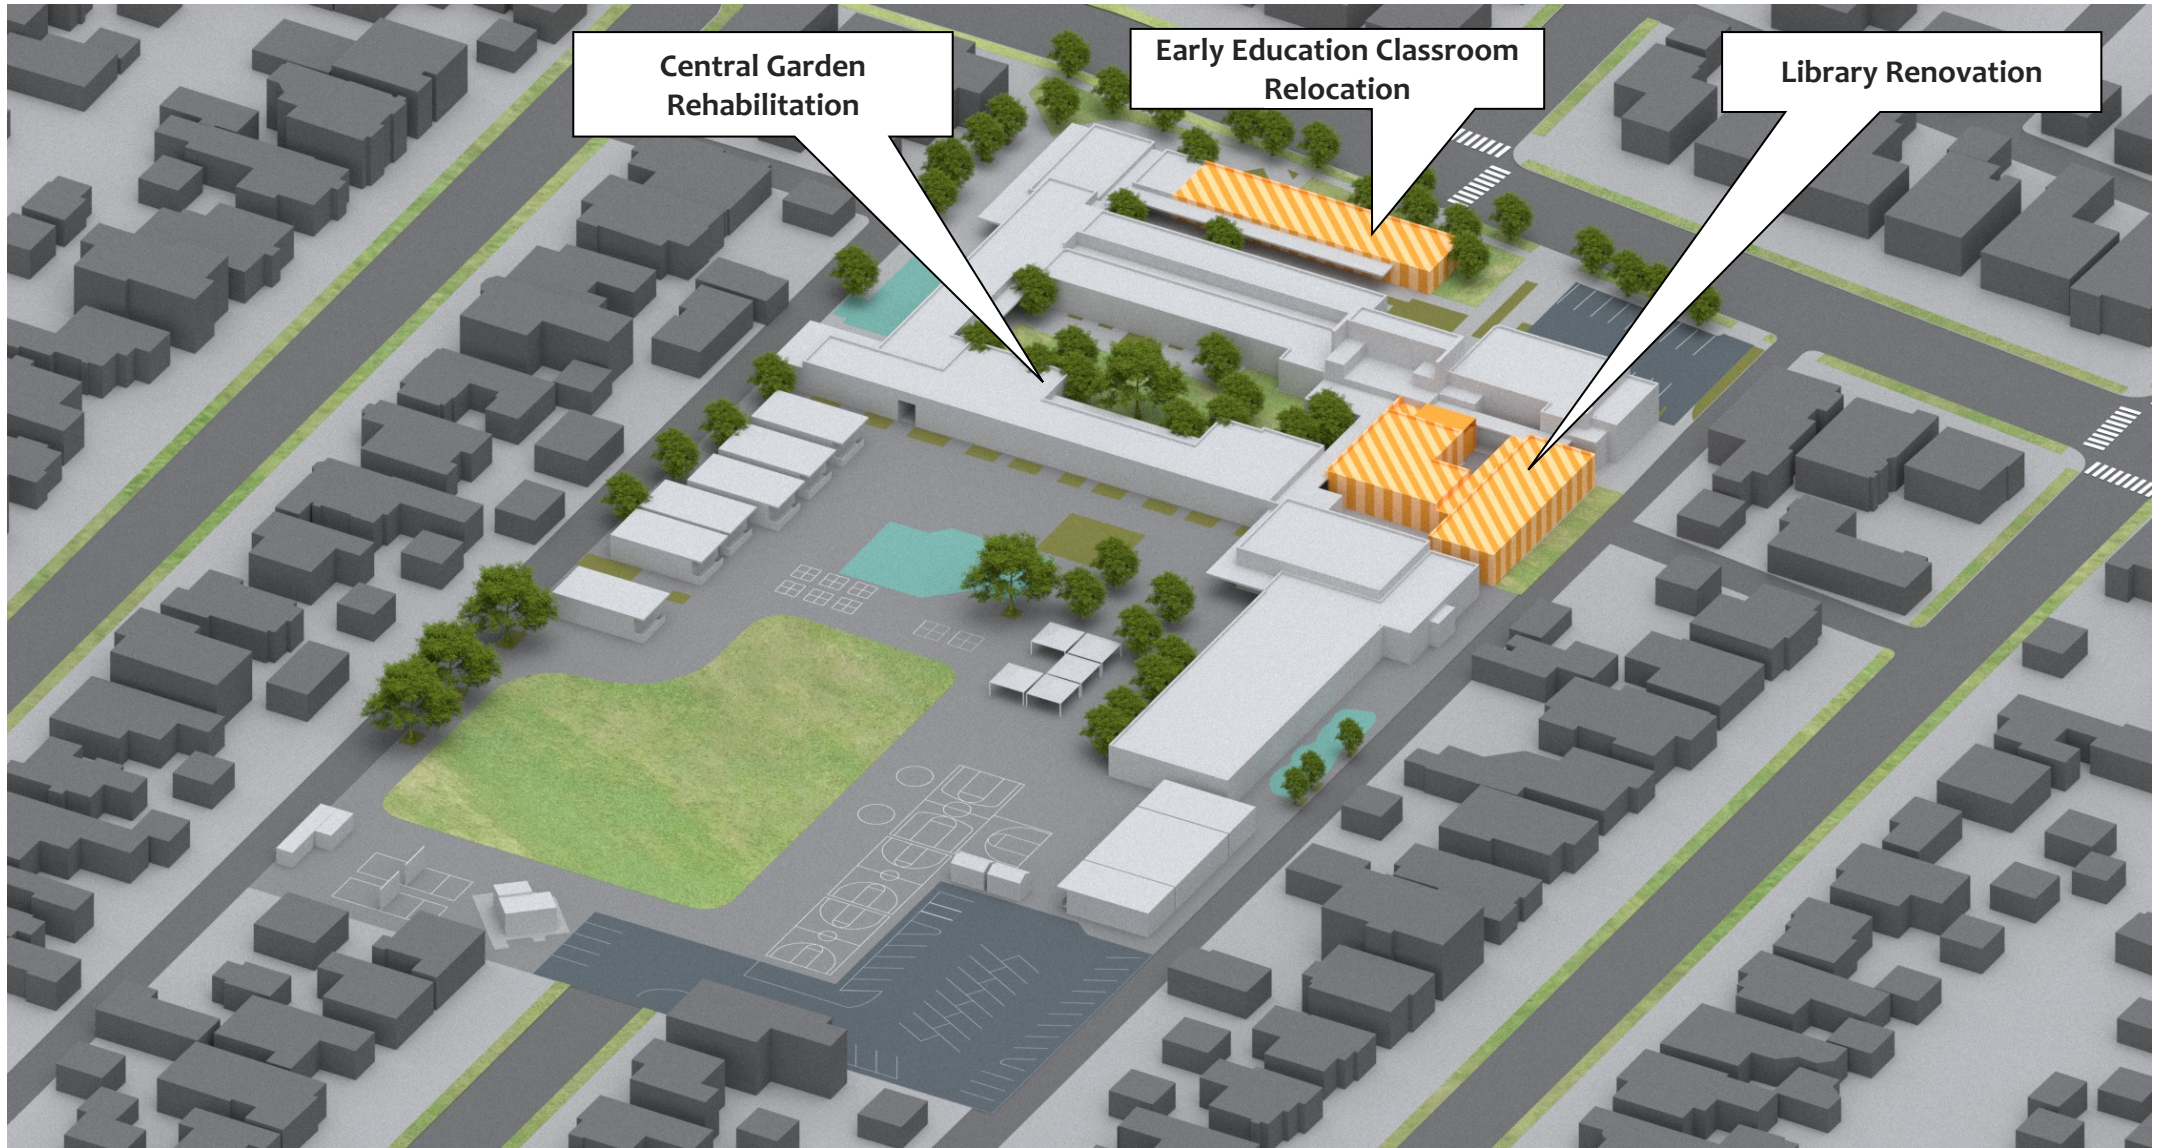 Central Garden
Rehabilitation
Early Education Classroom
Relocation
Library Renovation